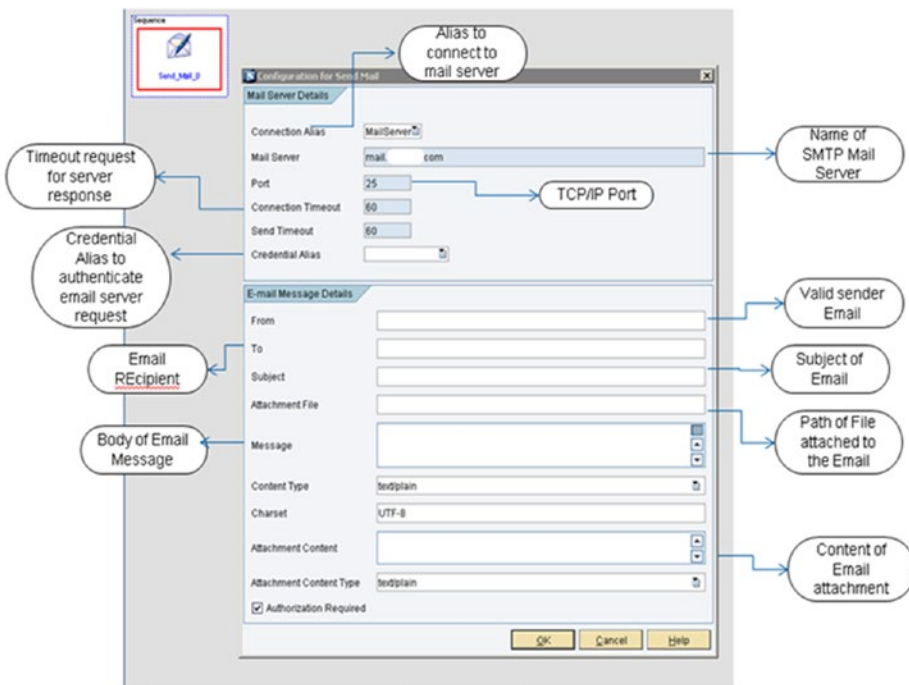 Sequence
Send_Mail_0
Alias to
connect to
mail server
Configuration for Send Mail
Mail Server Details
Connection Alias
MailServer
Mail Server
mail. com
Port
25
Connection Timeout
60
Send Timeout
60
Credential Alias
E-mail Message Details
From
To
Subject
Attachment File
Message
Content Type
text/plain
Charset
UTF-8
Attachment Content
Attachment Content Type
text/plain
Authorization Required
OK
Cancel
Help
Timeout request
for server
response
Credential
Alias to
authenticate
email server
request
Email
REcipient
Body of Email
Message
Name of
SMTP Mail
Server
TCP/IP Port
Valid sender
Email
Subject of
Email
Path of File
attached to
the Email
Content of
Email
attachment